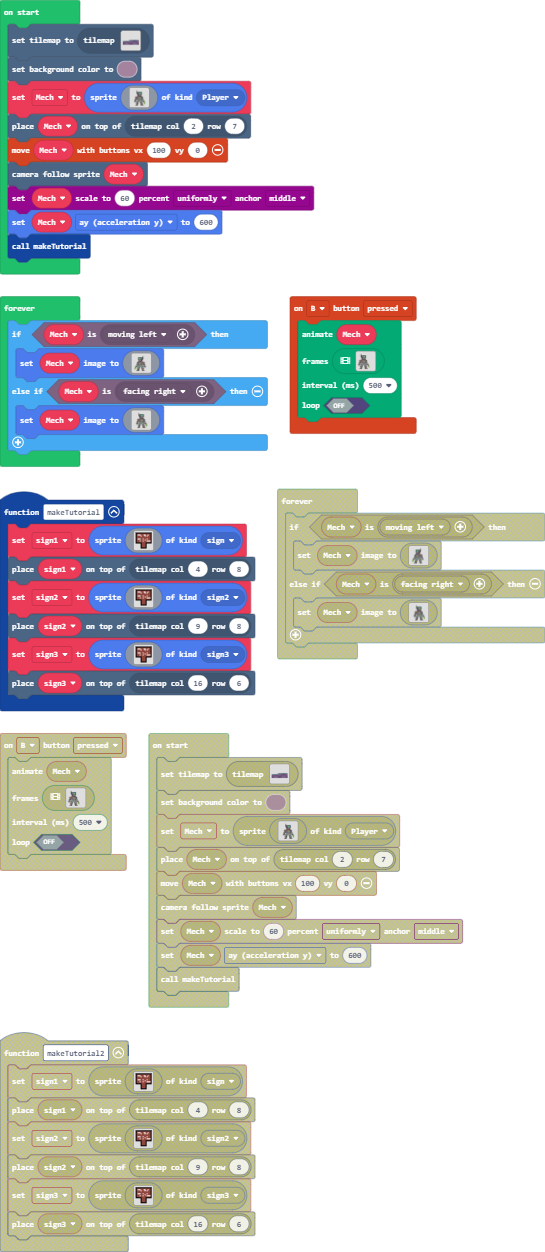 on start
set tilemap to tilemap
set background color to
set Mech to sprite of kind Player
place Mech on top of tilemap col 2 row 7
move Mech with buttons vx 100 vy 0
camera follow sprite Mech
set Mech scale to 60 percent uniformly anchor middle
set Mech ay (acceleration y) to 600
call makeTutorial
forever
if Mech is moving left then
set Mech image to
else if Mech is facing right then
set Mech image to
on B button pressed
animate Mech
frames
interval (ms) 500
loop OFF
function makeTutorial
set sign1 to sprite of kind sign
place sign1 on top of tilemap col 4 row 8
set sign2 to sprite of kind sign2
place sign2 on top of tilemap col 9 row 8
set sign3 to sprite of kind sign3
place sign3 on top of tilemap col 16 row 6
forever
if Mech is moving left then
set Mech image to
else if Mech is facing right then
set Mech image to
on B button pressed
animate Mech
frames
interval (ms) 500
loop OFF
on start
set tilemap to tilemap
set background color to
set Mech to sprite of kind Player
place Mech on top of tilemap col 2 row 7
move Mech with buttons vx 100 vy 0
camera follow sprite Mech
set Mech scale to 60 percent uniformly anchor middle
set Mech ay (acceleration y) to 600
call makeTutorial
function makeTutorial2
set sign1 to sprite of kind sign
place sign1 on top of tilemap col 4 row 8
set sign2 to sprite of kind sign2
place sign2 on top of tilemap col 9 row 8
set sign3 to sprite of kind sign3
place sign3 on top of tilemap col 16 row 6